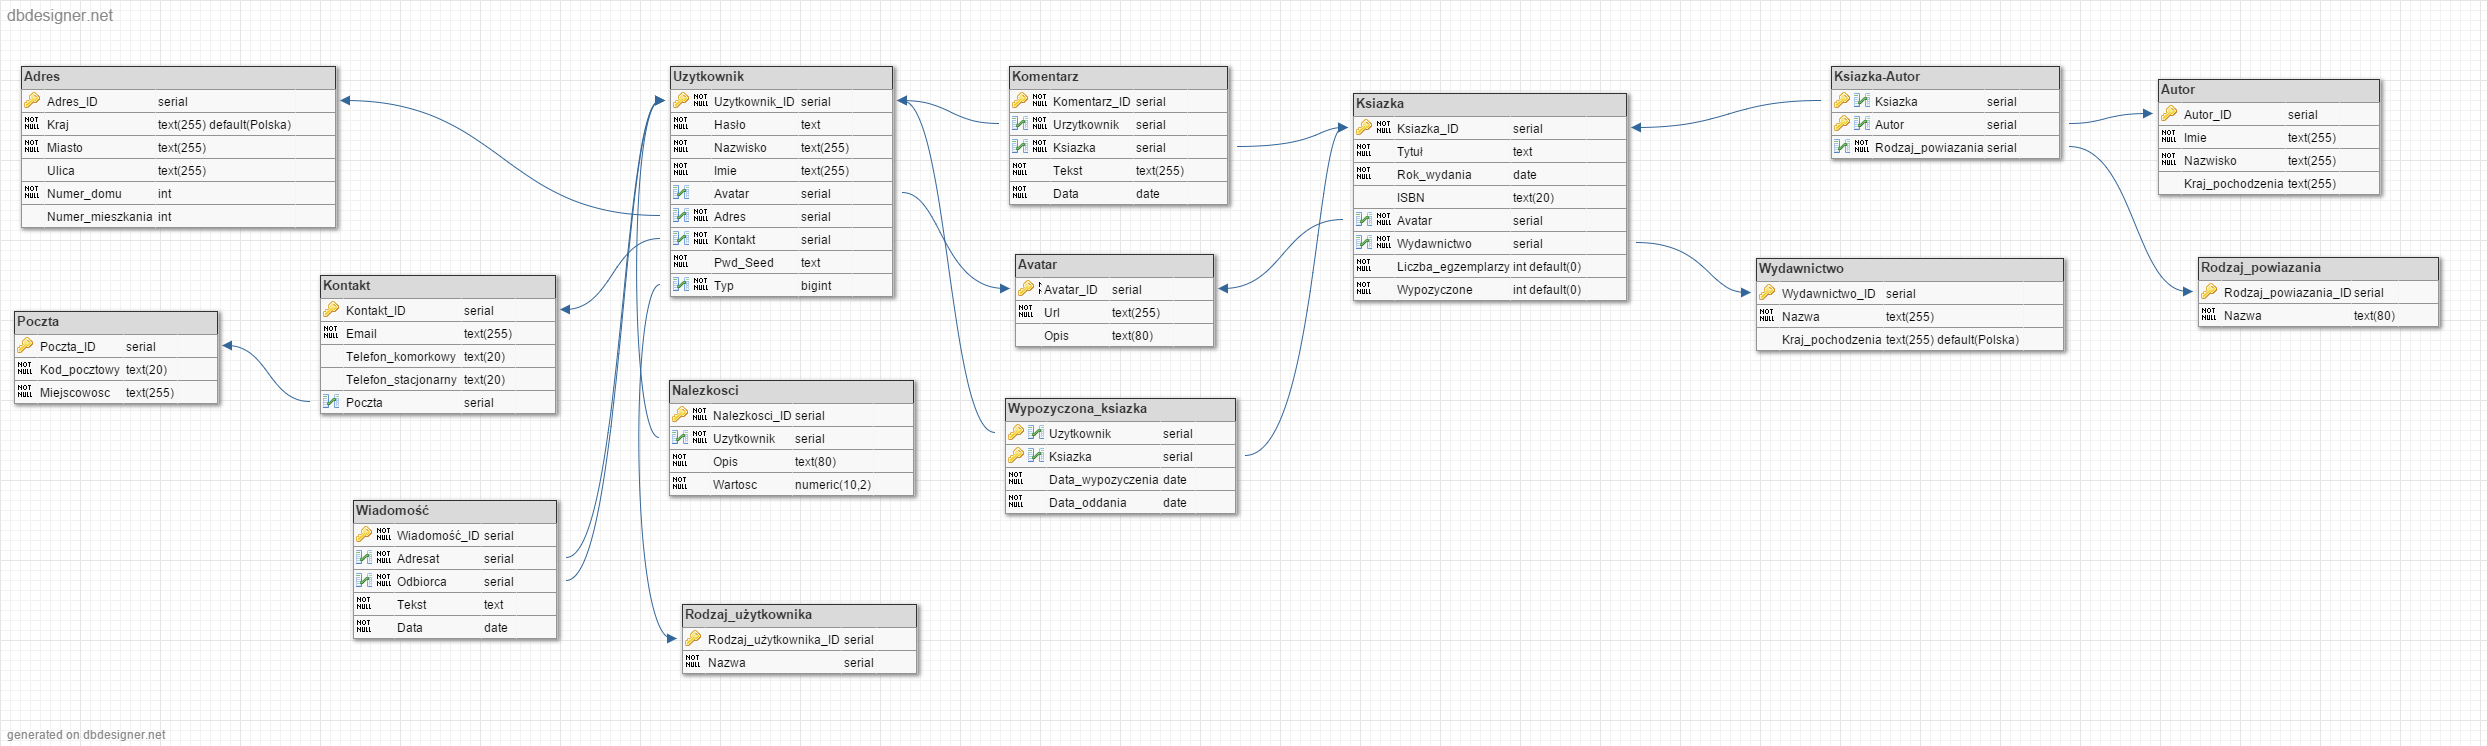 dbdesigner.net
Adres
Adres_ID serial
NOT NULL Kraj text(255) default(Polska)
NOT NULL Miasto text(255)
Ulica text(255)
NOT NULL Numer_domu int
Numer_mieszkania int
Poczta
Poczta_ID serial
NOT NULL Kod_pocztowy text(20)
NOT NULL Miejscowosc text(255)
Kontakt
Kontakt_ID serial
NOT NULL Email text(255)
Telefon_komorkowy text(20)
Telefon_stacjonarny text(20)
Poczta serial
Wiadomość
NOT NULL Wiadomość_ID serial
NOT NULL Adresat serial
NOT NULL Odbiorca serial
NOT NULL Tekst text
NOT NULL Data date
Uzytkownik
NOT NULL Uzytkownik_ID serial
NOT NULL Hasło text
NOT NULL Nazwisko text(255)
NOT NULL Imie text(255)
Avatar serial
NOT NULL Adres serial
NOT NULL Kontakt serial
NOT NULL Pwd_Seed text
NOT NULL Typ bigint
Nalezkosci
NOT NULL Nalezkosci_ID serial
NOT NULL Uzytkownik serial
NOT NULL Opis text(80)
NOT NULL Wartosc numeric(10,2)
Rodzaj_użytkownika
Rodzaj_użytkownika_ID serial
NOT NULL Nazwa serial
Komentarz
NOT NULL Komentarz_ID serial
NOT NULL Urzytkownik serial
NOT NULL Ksiazka serial
NOT NULL Tekst text(255)
NOT NULL Data date
Avatar
Avatar_ID serial
NOT NULL Url text(255)
Opis text(80)
Wypozyczona_ksiazka
Uzytkownik serial
Ksiazka serial
NOT NULL Data_wypozyczenia date
NOT NULL Data_oddania date
Ksiazka
NOT NULL Ksiazka_ID serial
NOT NULL Tytuł text
NOT NULL Rok_wydania date
ISBN text(20)
NOT NULL Avatar serial
NOT NULL Wydawnictwo serial
NOT NULL Liczba_egzemplarzy int default(0)
NOT NULL Wypozyczone int default(0)
Ksiazka-Autor
Ksiazka serial
Autor serial
NOT NULL Rodzaj_powiazania serial
Wydawnictwo
Wydawnictwo_ID serial
NOT NULL Nazwa text(255)
Kraj_pochodzenia text(255) default(Polska)
Autor
Autor_ID serial
NOT NULL Imie text(255)
NOT NULL Nazwisko text(255)
Kraj_pochodzenia text(255)
Rodzaj_powiazania
Rodzaj_powiazania_ID serial
NOT NULL Nazwa text(80)
generated on dbdesigner.net